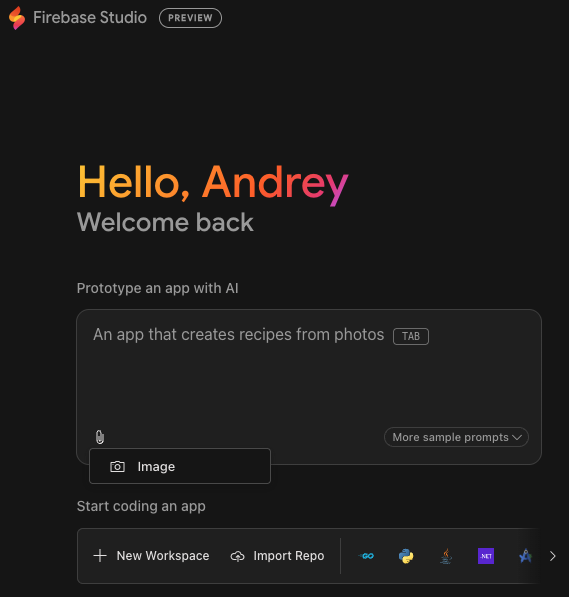 Firebase Studio PREVIEW
Hello, Andrey
Welcome back
Prototype an app with AI
An app that creates recipes from photos TAB
More sample prompts
Image
Start coding an app
New Workspace Import Repo .NET